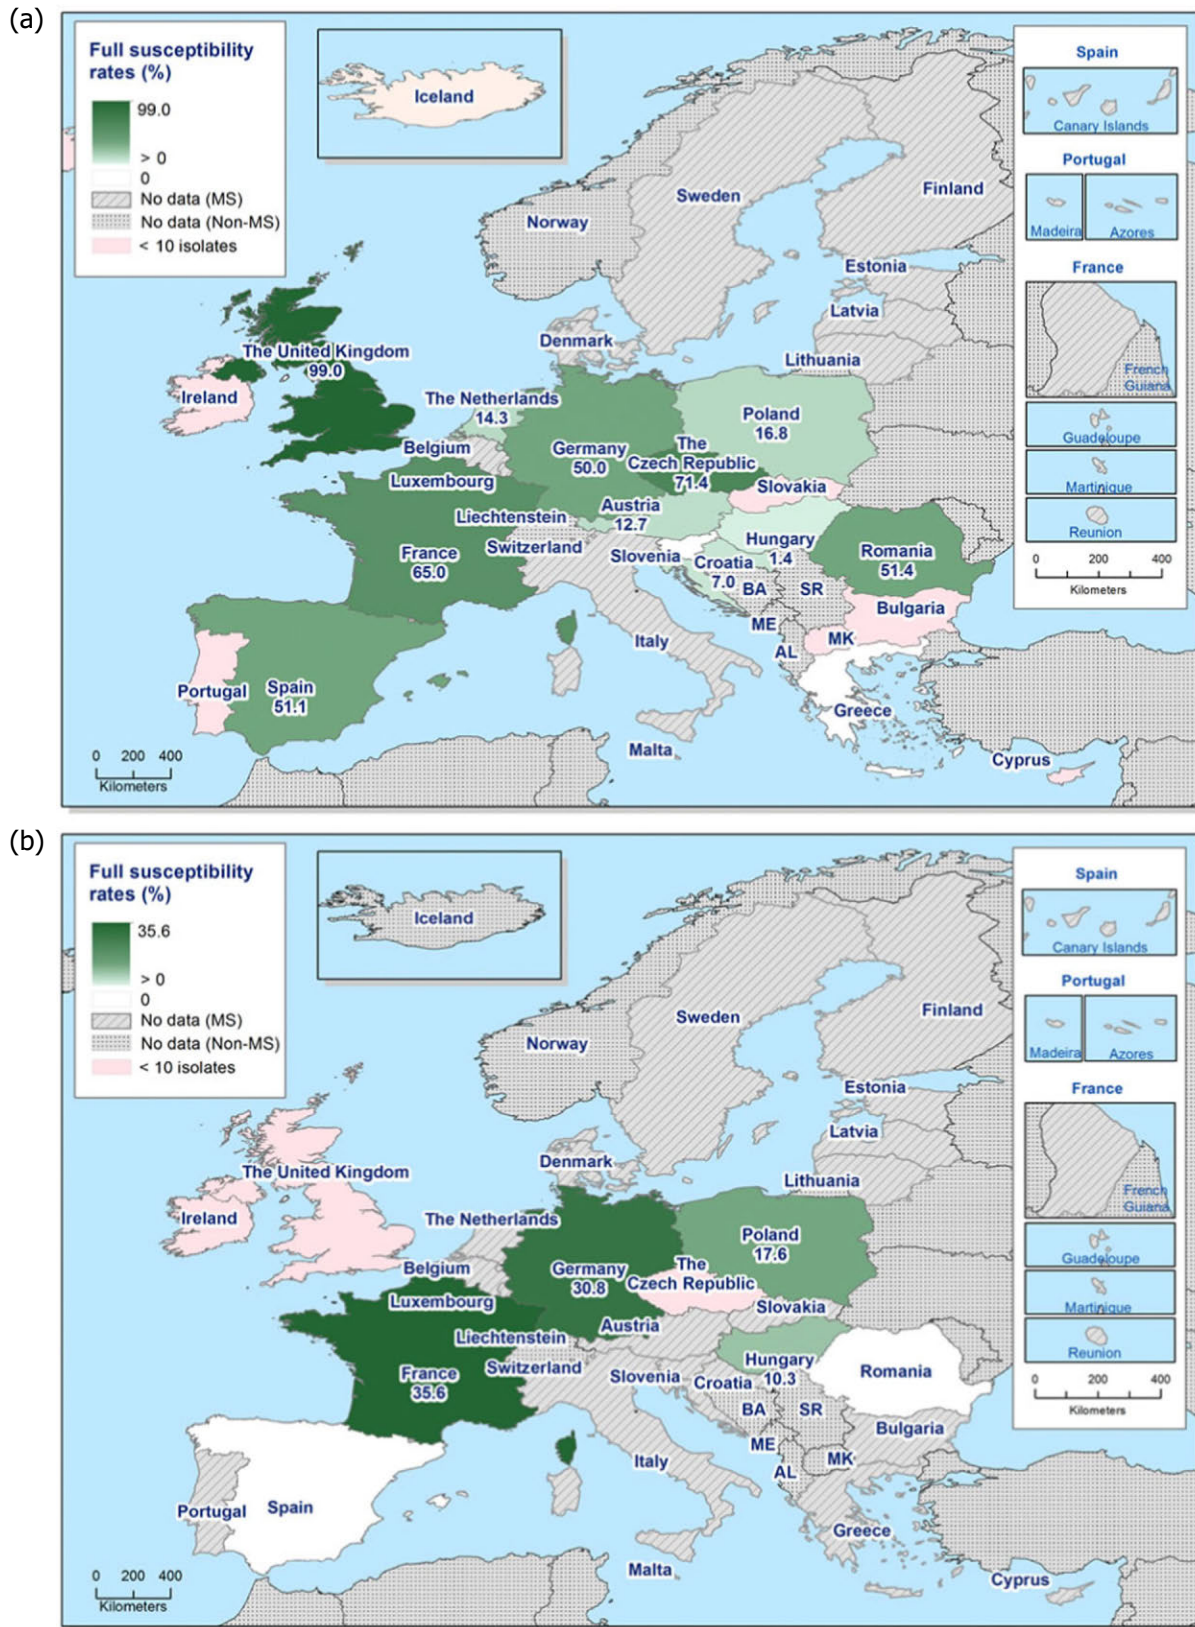 (a)
Full susceptibility
rates (%)
99.0
> 0
0
No data (MS)
No data (Non-MS)
< 10 isolates
Iceland
Spain
Canary Islands
Portugal
Madeira
Azores
France
French
Guiana
Guadeloupe
Martinique
Reunion
0 200 400
Kilometers
Norway
Sweden
Finland
Estonia
Latvia
Lithuania
Denmark
The United Kingdom
99.0
Ireland
The Netherlands
14.3
Belgium
Luxembourg
Germany
50.0
The
Czech Republic
71.4
Poland
16.8
Slovakia
Liechtenstein
Austria
12.7
Switzerland
France
65.0
Slovenia
Croatia
7.0
Hungary
1.4
Romania
51.4
BA
SR
Bulgaria
ME
MK
AL
Italy
Portugal
Spain
51.1
Greece
Malta
Cyprus
0 200 400
Kilometers
(b)
Full susceptibility
rates (%)
35.6
> 0
0
No data (MS)
No data (Non-MS)
< 10 isolates
Iceland
Spain
Canary Islands
Portugal
Madeira
Azores
France
French
Guiana
Guadeloupe
Martinique
Reunion
0 200 400
Kilometers
Norway
Sweden
Finland
Estonia
Latvia
Lithuania
Denmark
The United Kingdom
Ireland
The Netherlands
Belgium
Luxembourg
Germany
30.8
The
Czech Republic
Poland
17.6
Slovakia
Liechtenstein
Austria
Switzerland
France
35.6
Slovenia
Croatia
Hungary
10.3
Romania
BA
SR
Bulgaria
ME
MK
AL
Italy
Portugal
Spain
Greece
Malta
Cyprus
0 200 400
Kilometers